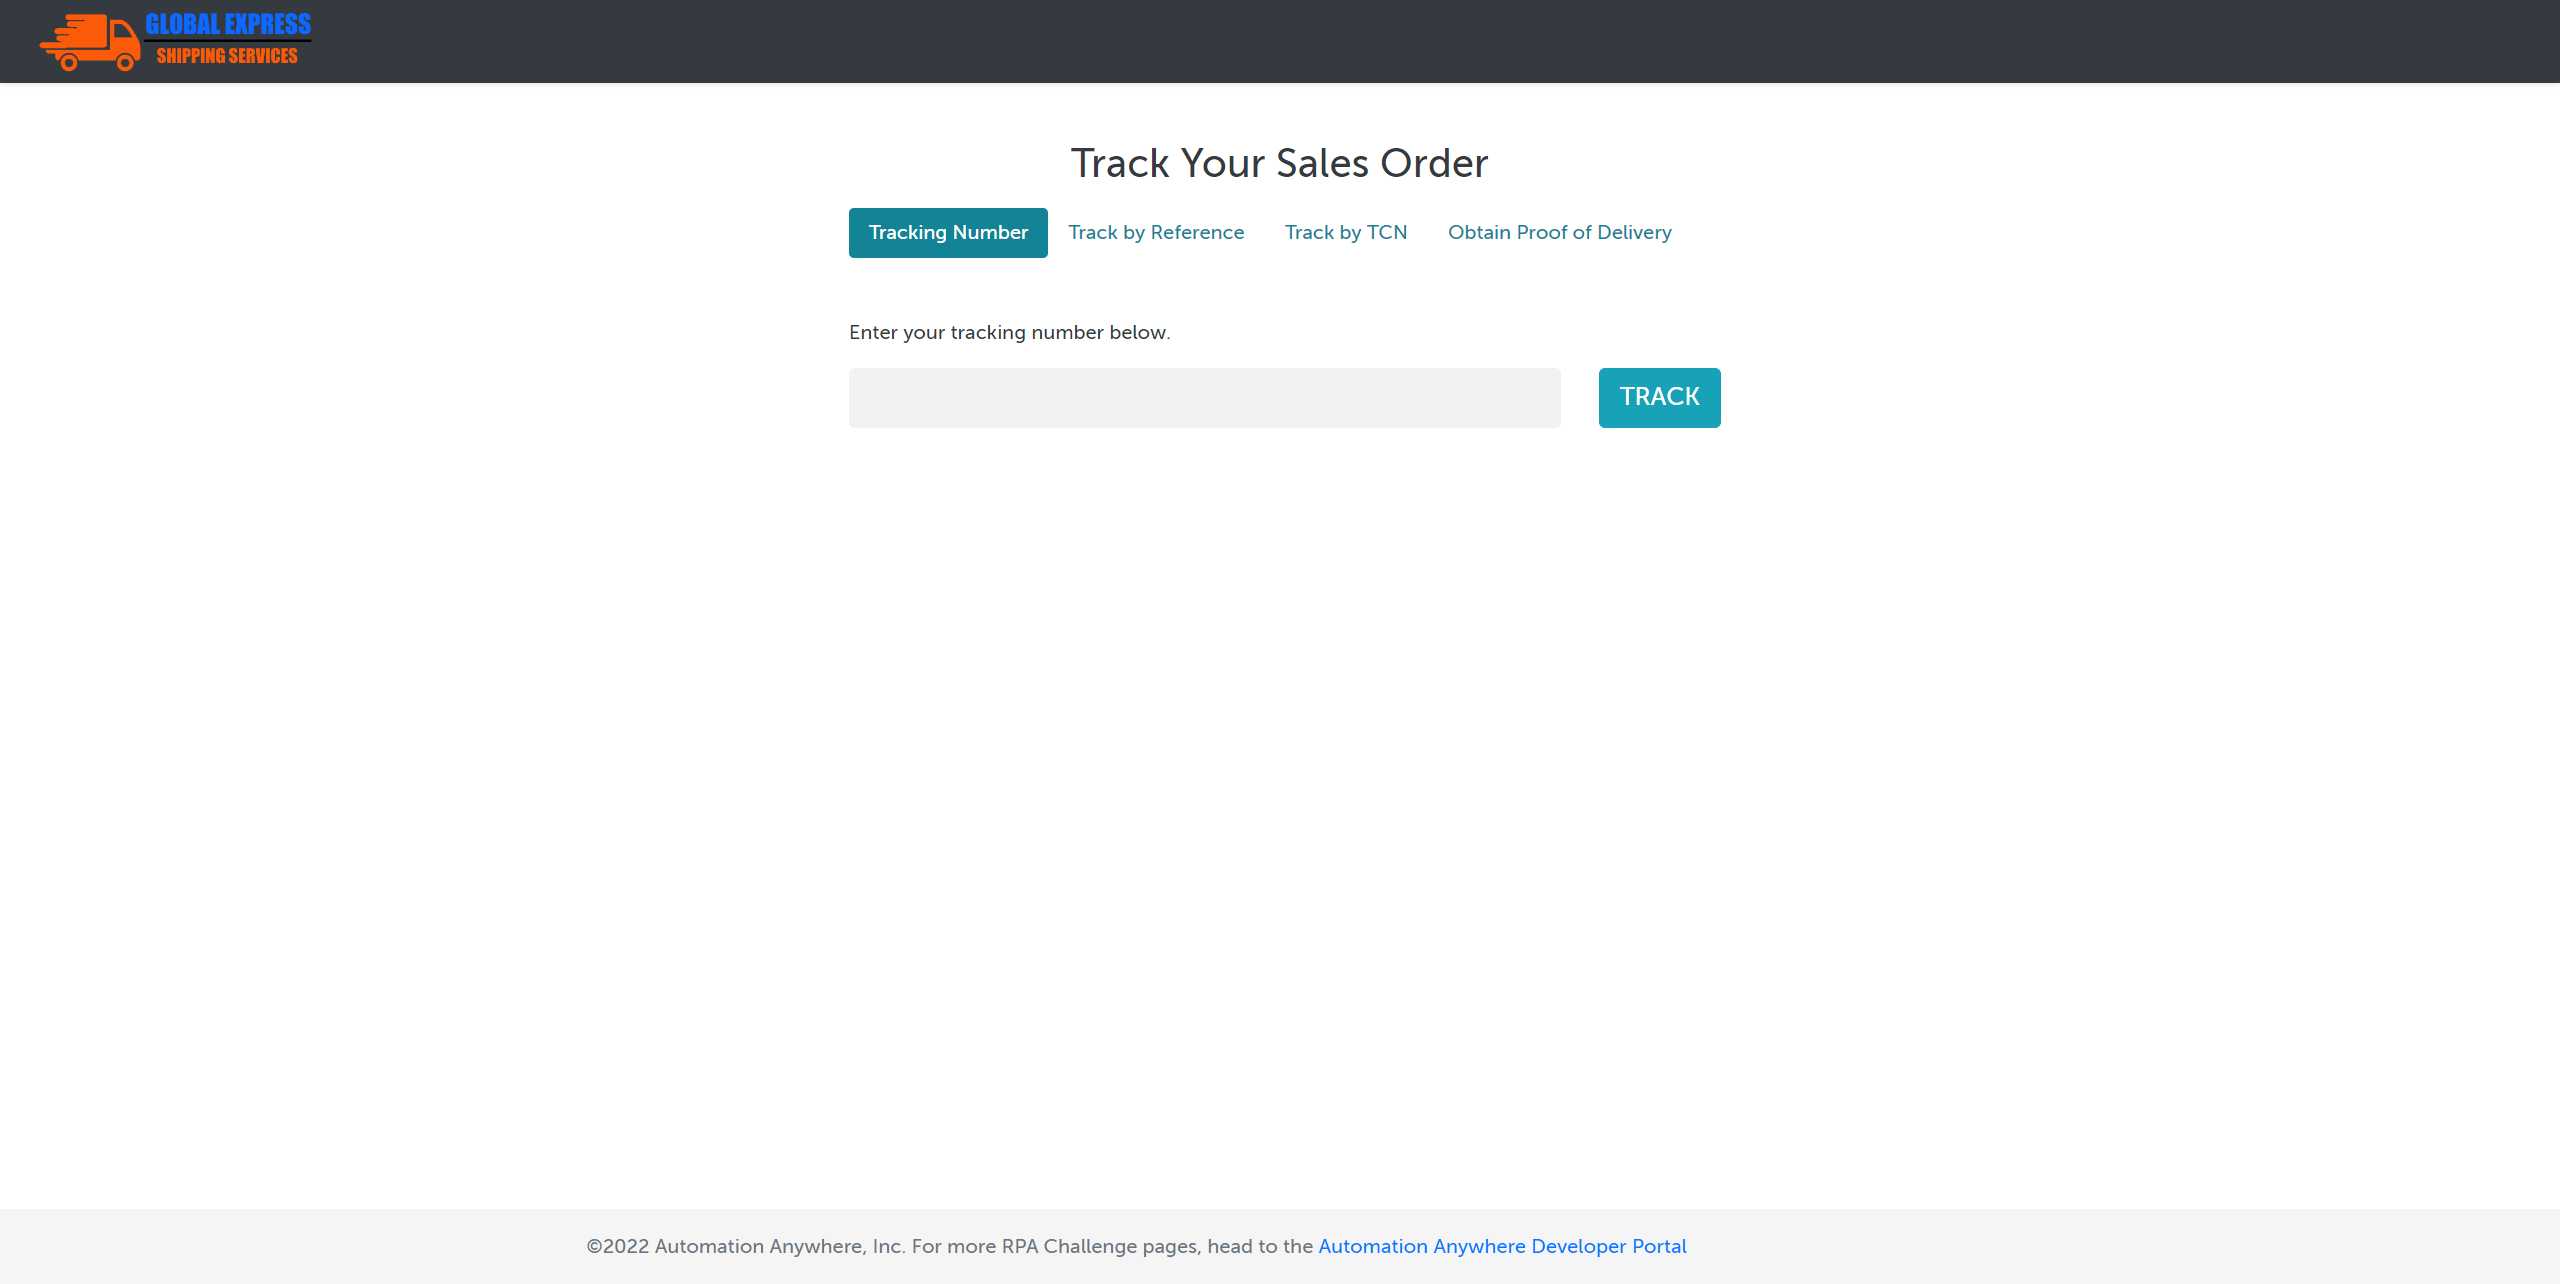 GLOBAL EXPRESS
SHIPPING SERVICES
Track Your Sales Order
Tracking Number
Track by Reference
Track by TCN
Obtain Proof of Delivery
Enter your tracking number below.
TRACK
©2022 Automation Anywhere, Inc. For more RPA Challenge pages, head to the Automation Anywhere Developer Portal